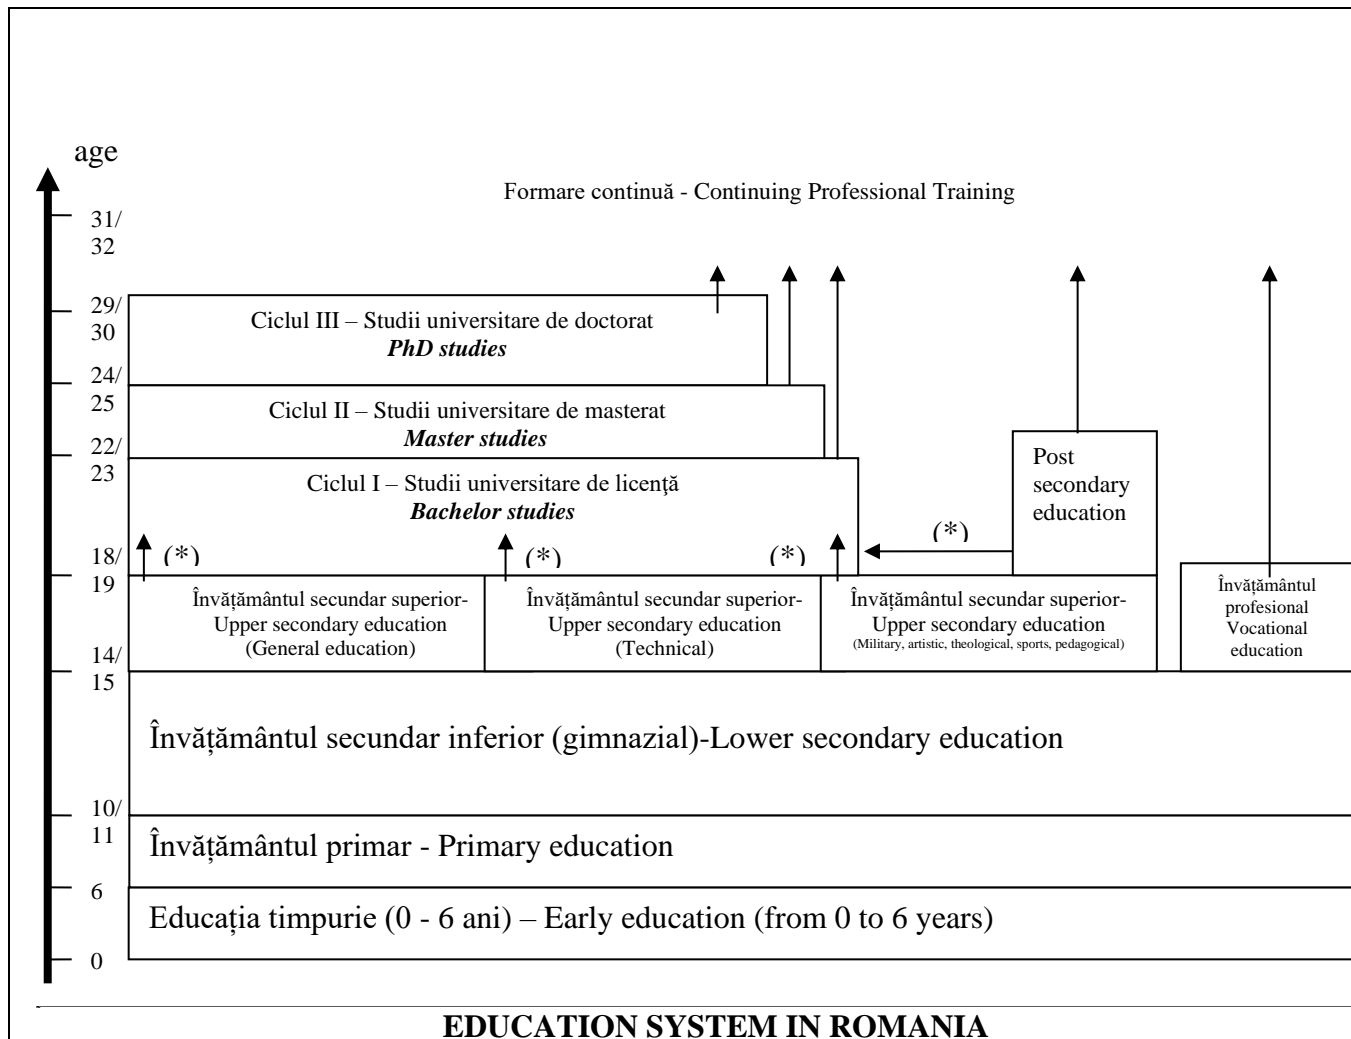 age
Formare continuă - Continuing Professional Training
31/
32
29/
30
Ciclul III – Studii universitare de doctorat
PhD studies
24/
25
Ciclul II – Studii universitare de masterat
Master studies
22/
23
Ciclul I – Studii universitare de licenţă
Bachelor studies
Post
secondary
education
(*)
(*)
(*)
(*)
18/
19
Învățământul secundar superior-
Upper secondary education
(General education)
Învățământul secundar superior-
Upper secondary education
(Technical)
Învățământul secundar superior-
Upper secondary education
(Military, artistic, theological, sports, pedagogical)
Învățământul
profesional
Vocational
education
14/
15
Învățământul secundar inferior (gimnazial)-Lower secondary education
10/
11
Învățământul primar - Primary education
6
Educația timpurie (0 - 6 ani) – Early education (from 0 to 6 years)
0
EDUCATION SYSTEM IN ROMANIA